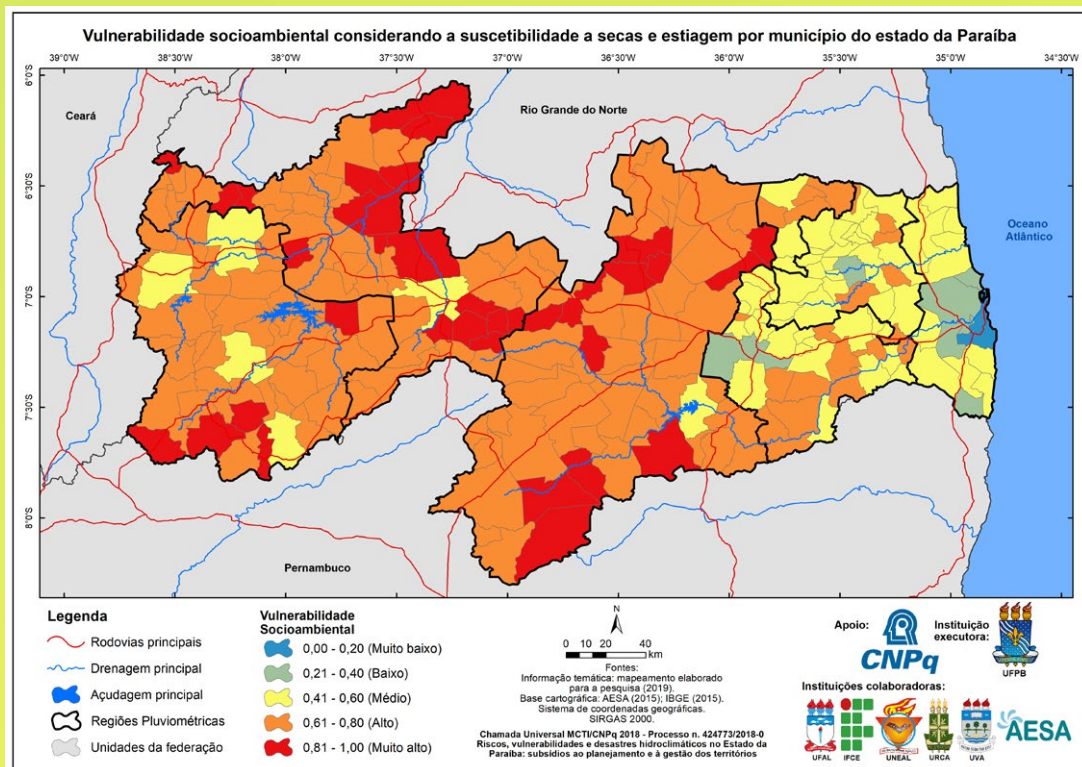 Vulnerabilidade socioambiental considerando a suscetibilidade a secas e estiagem por município do estado da Paraíba
39°0'W 38°30'W 38°0'W 37°30'W 37°0'W 36°30'W 36°0'W 35°30'W 35°0'W 34°30'W
6°0'S
6°30'S
7°0'S
7°30'S
8°0'S
Ceará
Rio Grande do Norte
Oceano
Atlântico
Pernambuco
Legenda
Rodovias principais
Drenagem principal
Açudagem principal
Regiões Pluviométricas
Unidades da federação
Vulnerabilidade
Socioambiental
0,00 - 0,20 (Muito baixo)
0,21 - 0,40 (Baixo)
0,41 - 0,60 (Médio)
0,61 - 0,80 (Alto)
0,81 - 1,00 (Muito alto)
N
0 10 20 40
km
Fontes:
Informação temática: mapeamento elaborado
para a pesquisa (2019).
Base cartográfica: AESA (2015); IBGE (2015).
Sistema de coordenadas geográficas.
SIRGAS 2000.
Chamada Universal MCTI/CNPq 2018 - Processo n. 424773/2018-0
Riscos, vulnerabilidades e desastres hidroclimáticos no Estado da
Paraíba: subsídios ao planejamento e à gestão dos territórios
Apoio:
CNPq
Instituição
executora:
UFPB
Instituições colaboradoras:
UFAL
IFCE
UNEAL
URCA
UVA
AESA